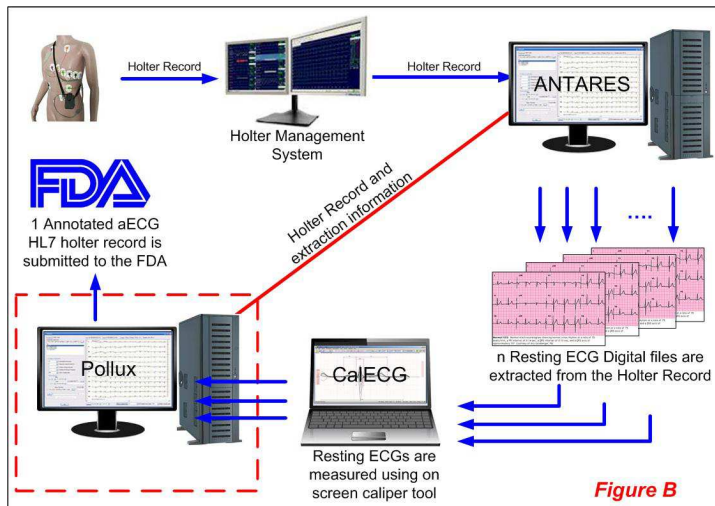 Holter Record
Holter Record
Holter Management
System
ANTARES
Holter Record and
extraction information
FDA
1 Annotated aECG
HL7 holter record is
submitted to the FDA
....
n Resting ECG Digital files are
extracted from the Holter Record
Pollux
CalECG
Resting ECGs are
measured using on
screen caliper tool
Figure B